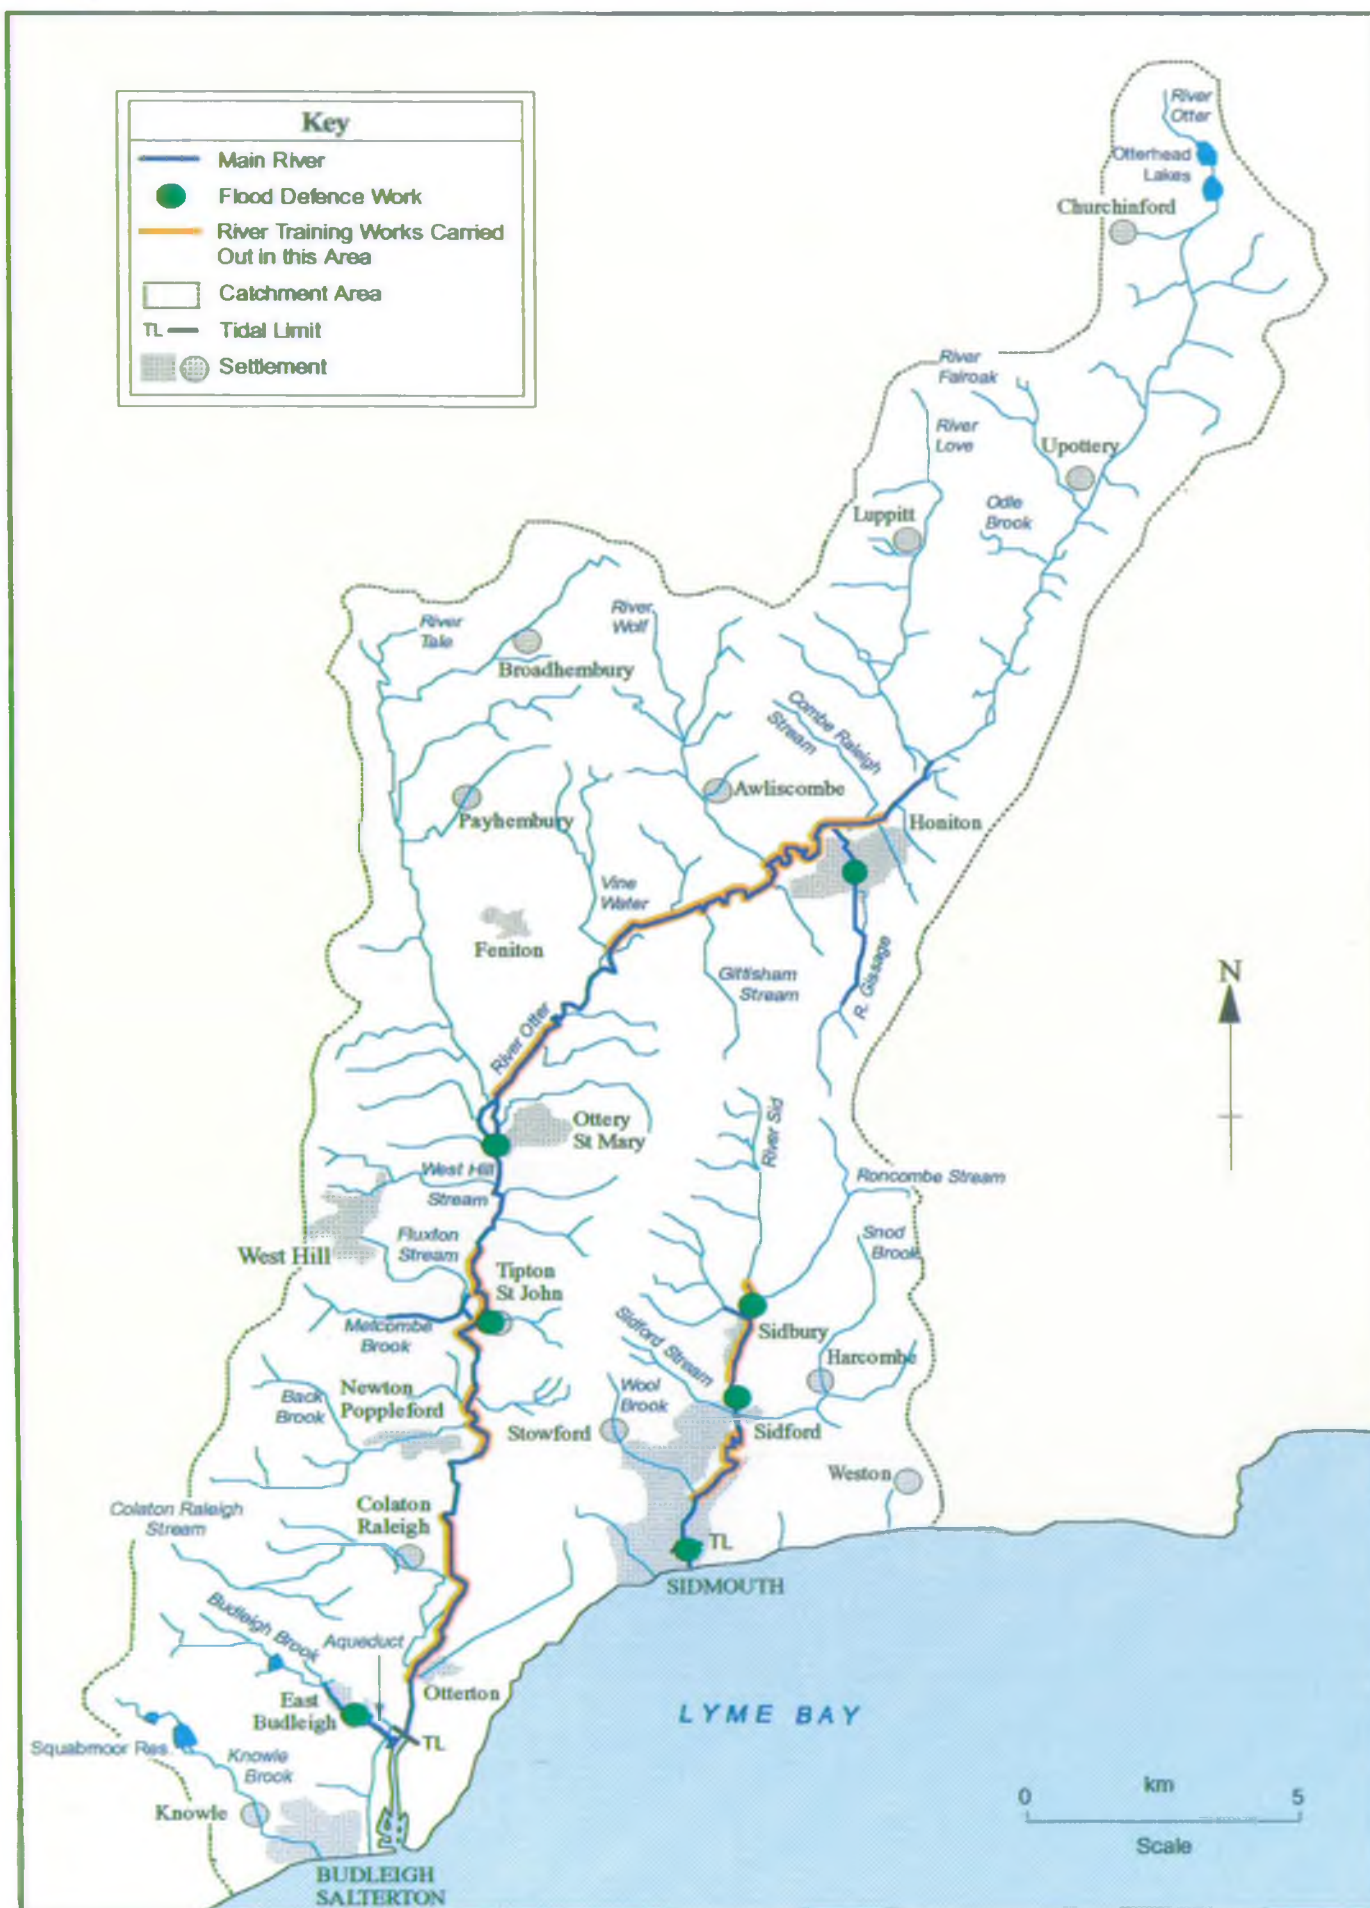 Key
Main River
Flood Defence Work
River Training Works Carried
Out in this Area
Catchment Area
TL
Tidal Limit
Settlement
River
Otter
Otterhead
Lakes
Churchinford
River
Fairoak
River
Love
Upottery
Luppitt
Odle
Brook
River
Tale
Broadhembury
River
Wolf
Combe Raleigh
Stream
Payhembury
Awliscombe
Honiton
Vine
Water
Feniton
Gittisham
Stream
R. Gissage
N
River Otter
Ottery
St Mary
River Sid
West Hill
Stream
Roncombe Stream
Snod
Brook
West Hill
Fluxton
Stream
Tipton
St John
Metcombe
Brook
Sidford Stream
Sidbury
Harcombe
Newton
Poppleford
Back
Brook
Wool
Brook
Stowford
Sidford
Weston
Colaton Raleigh
Stream
Colaton
Raleigh
TL
SIDMOUTH
Budleigh Brook
Aqueduct
East
Budleigh
Otterton
TL
LYME BAY
Squabmoor Res.
Knowle
Brook
Knowle
BUDLEIGH
SALTERTON
km
0
5
Scale